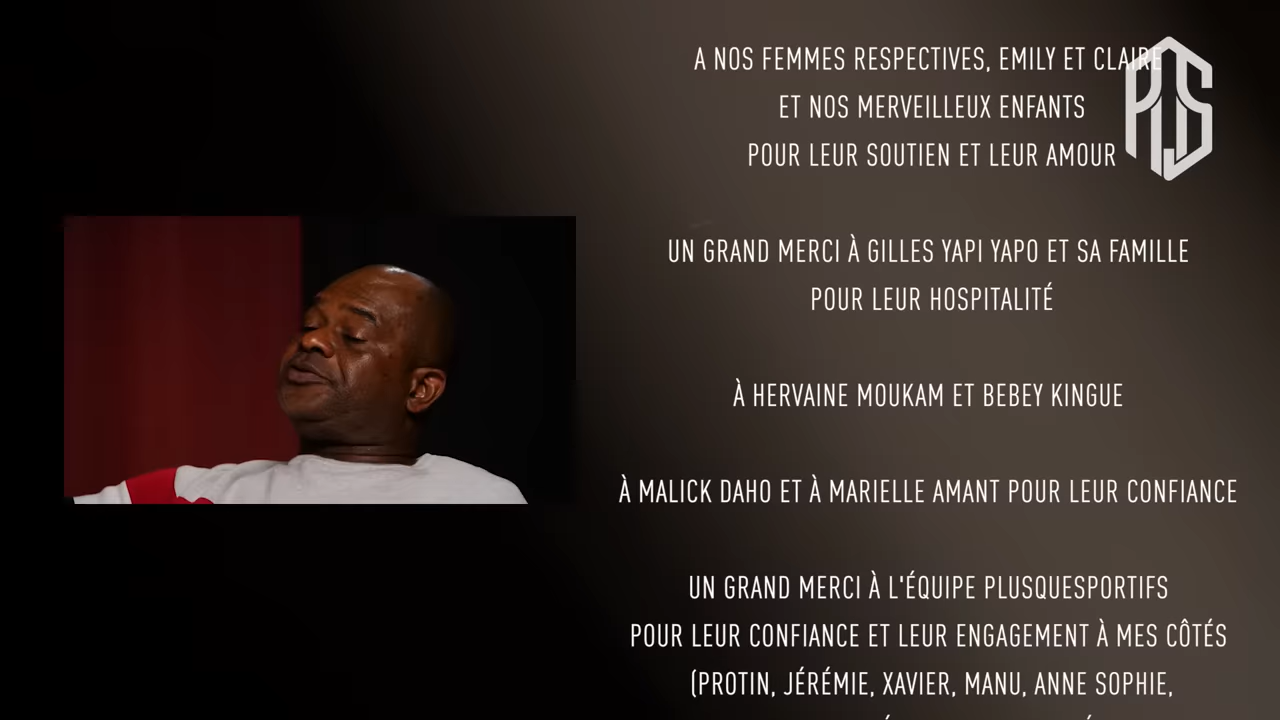 A NOS FEMMES RESPECTIVES, EMILY ET CLAIRE
ET NOS MERVEILLEUX ENFANTS
POUR LEUR SOUTIEN ET LEUR AMOUR
UN GRAND MERCI À GILLES YAPI YAPO ET SA FAMILLE
POUR LEUR HOSPITALITÉ
À HERVAINE MOUKAM ET BEBEY KINGUE
À MALICK DAHO ET À MARIELLE AMANT POUR LEUR CONFIANCE
UN GRAND MERCI À L'ÉQUIPE PLUSQUESPORTIFS
POUR LEUR CONFIANCE ET LEUR ENGAGEMENT À MES CÔTÉS
(PROTIN, JÉRÉMIE, XAVIER, MANU, ANNE SOPHIE,